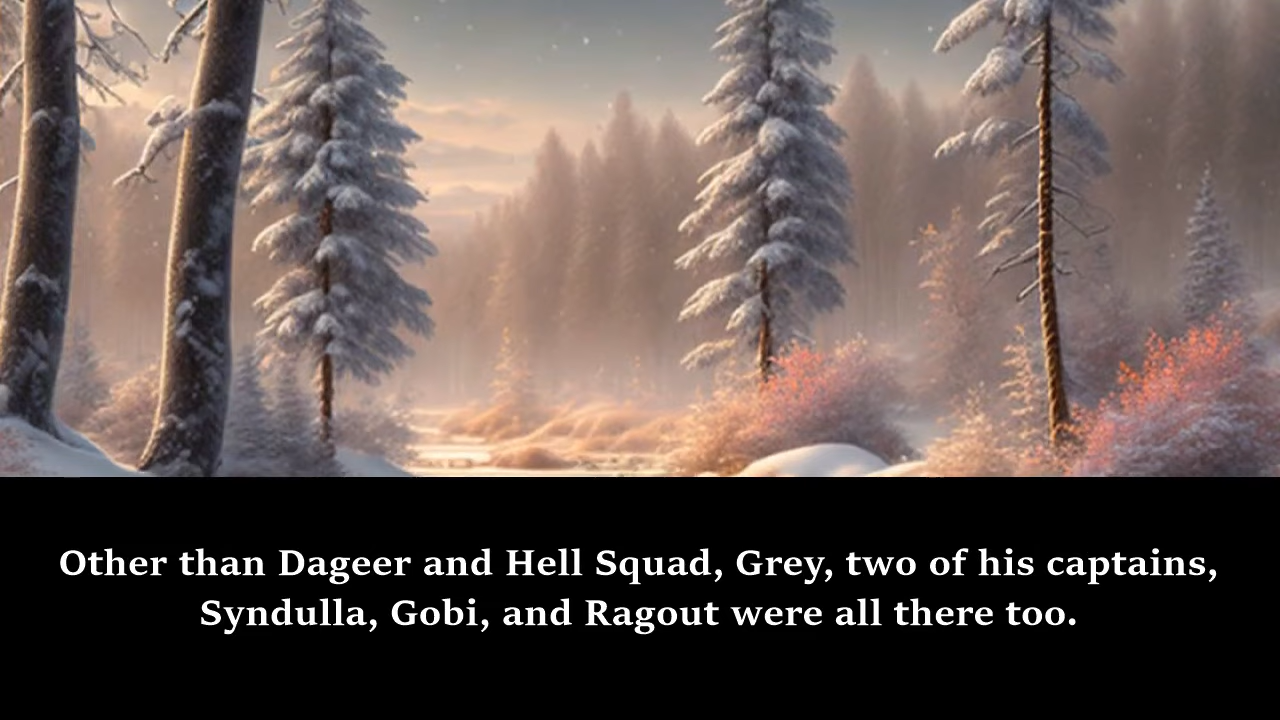 Other than Dageer and Hell Squad, Grey, two of his captains,
Syndulla, Gobi, and Ragout were all there too.